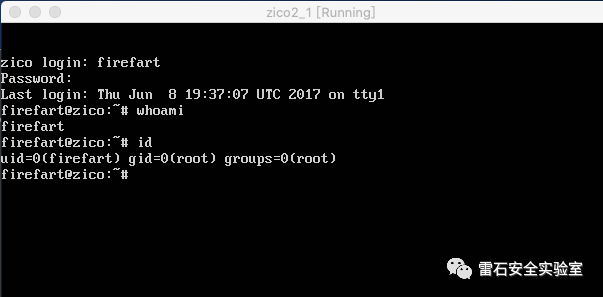 zico2_1 [Running]
zico login: firefart
Password:
Last login: Thu Jun  8 19:37:07 UTC 2017 on tty1
firefart@zico:~# whoami
firefart
firefart@zico:~# id
uid=0(firefart) gid=0(root) groups=0(root)
firefart@zico:~#
雷石安全实验室